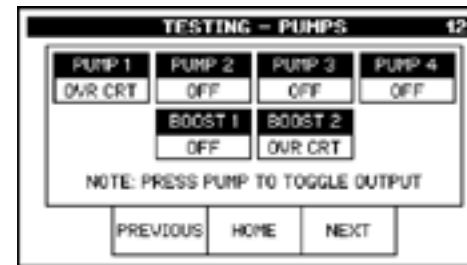 TESTING - PUMPS 12
PUMP 1 PUMP 2 PUMP 3 PUMP 4
OVR CRT OFF OFF OFF
BOOST 1 BOOST 2
OFF OVR CRT
NOTE: PRESS PUMP TO TOGGLE OUTPUT
PREVIOUS HOME NEXT